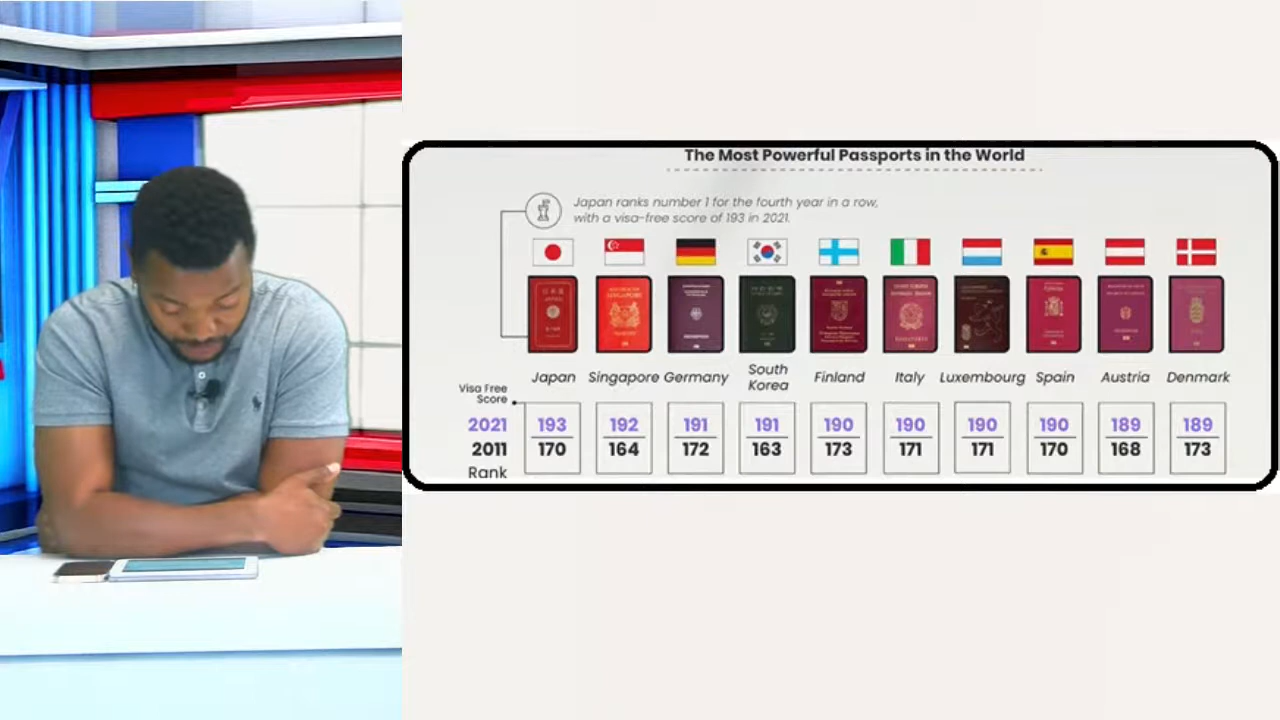 The Most Powerful Passports in the World
Japan ranks number 1 for the fourth year in a row,
with a visa-free score of 193 in 2021.
SINGAPORE
Japan Singapore Germany South Korea Finland Italy Luxembourg Spain Austria Denmark
Visa Free
Score
2021 193 192 191 191 190 190 190 190 189 189
2011 170 164 172 163 173 171 171 170 168 173
Rank